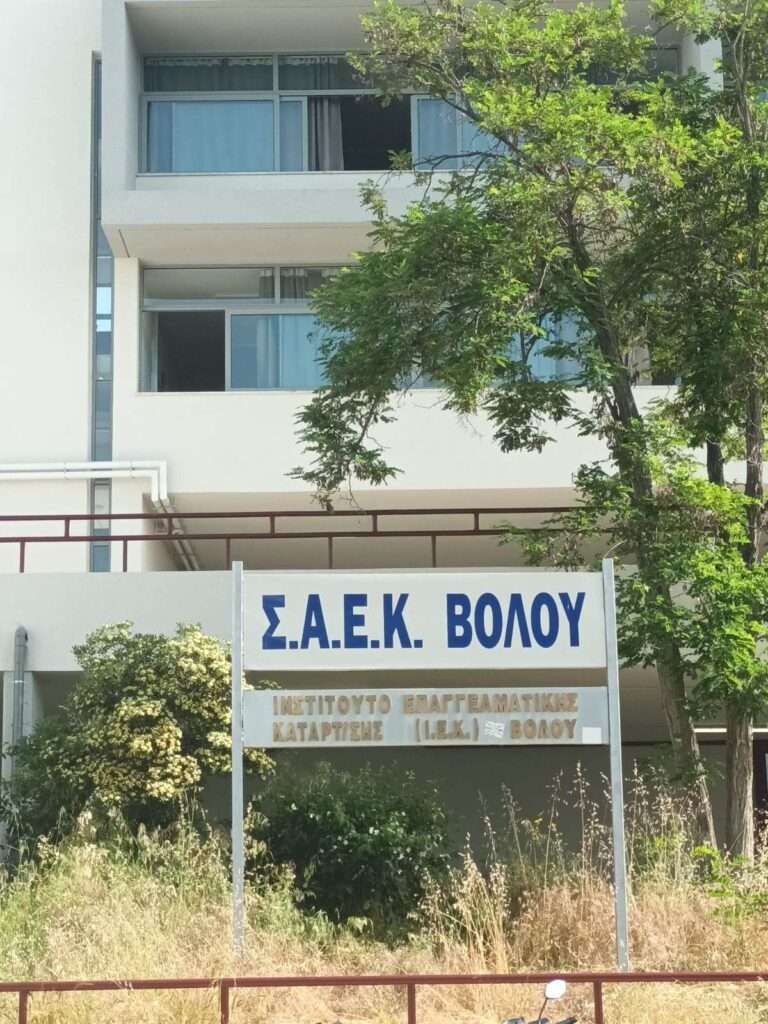 Σ.Α.Ε.Κ. ΒΟΛΟΥ
ΙΝΣΤΙΤΟΥΤΟ ΕΠΑΓΓΕΛΜΑΤΙΚΗΣ
ΚΑΤΑΡΤΙΣΗΣ (Ι.Ε.Κ.) ΒΟΛΟΥ